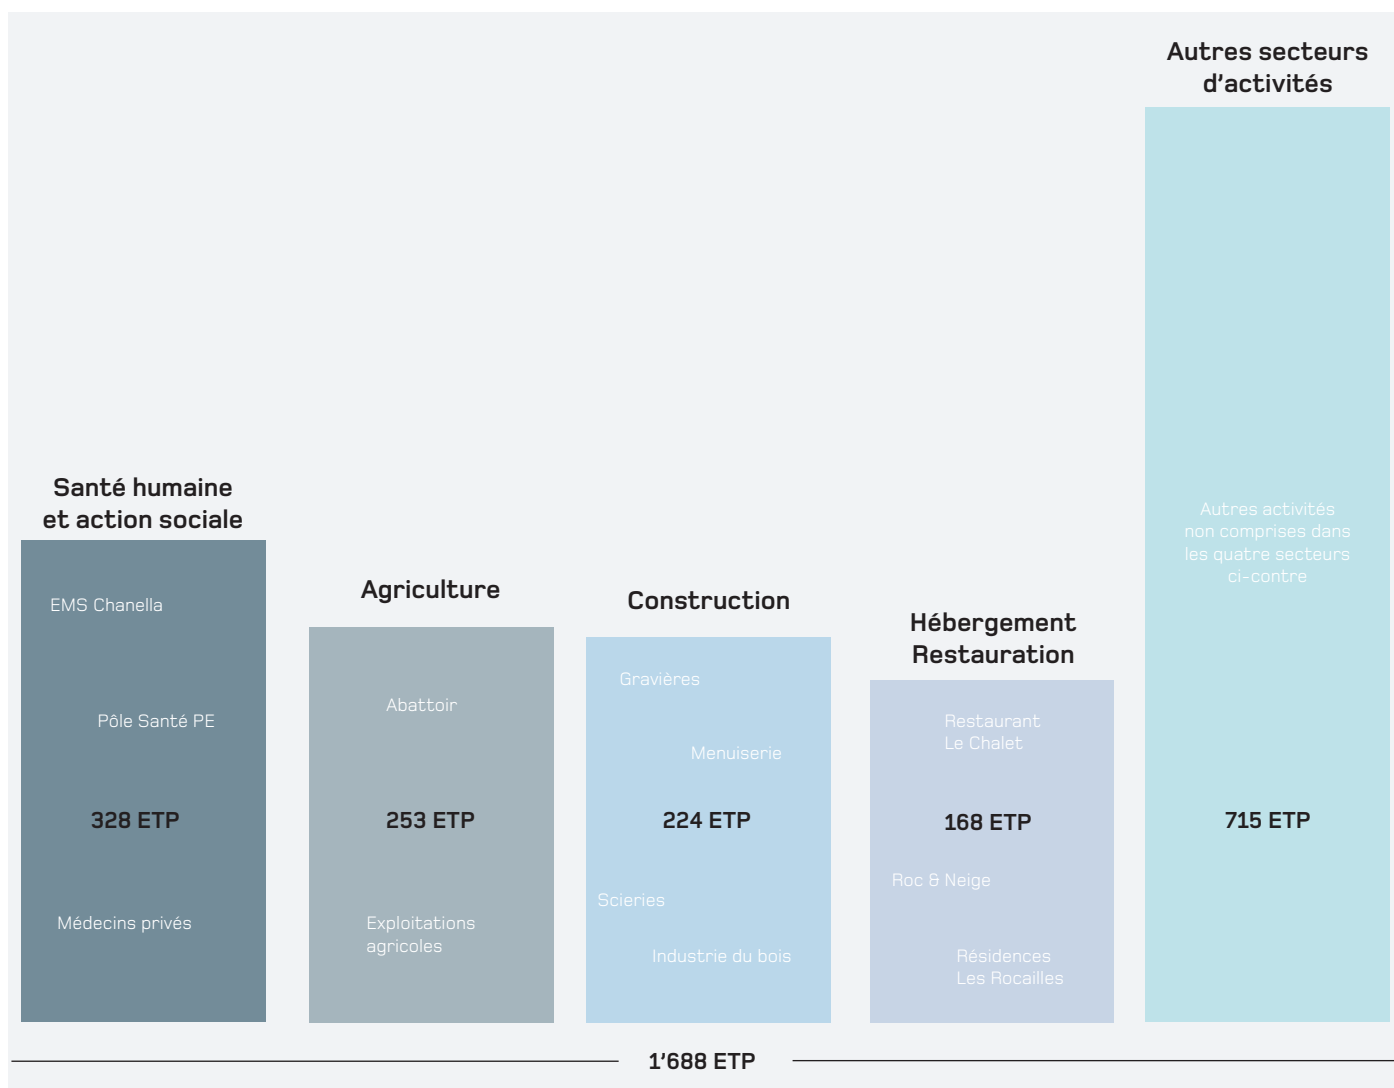 Autres secteurs
d'activités
Autres activités
non comprises dans
les quatre secteurs
ci-contre
715 ETP
Santé humaine
et action sociale
EMS Chanella
Pôle Santé PE
328 ETP
Médecins privés
Agriculture
Abattoir
253 ETP
Exploitations
agricoles
Construction
Gravières
Menuiserie
224 ETP
Scieries
Industrie du bois
Hébergement
Restauration
Restaurant
Le Chalet
168 ETP
Roc & Neige
Résidences
Les Rocailles
1'688 ETP